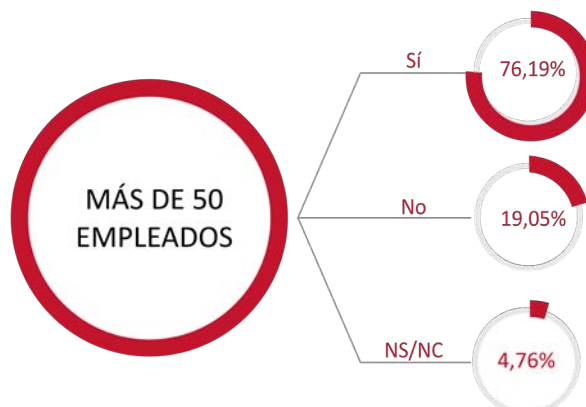 MÁS DE 50
EMPLEADOS
Sí
76,19%
No
19,05%
NS/NC
4,76%